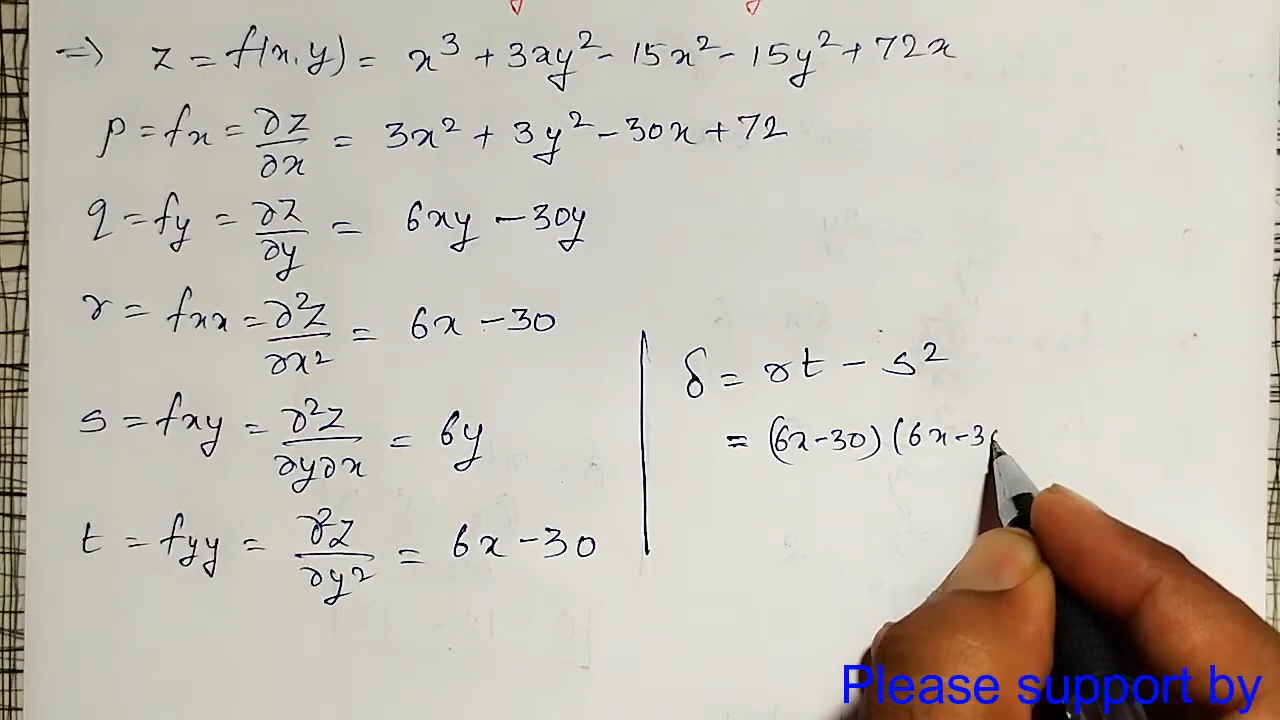 => z = f(x,y) = x³ + 3xy² - 15x² - 15y² + 72x
p = fx = ∂z/∂x = 3x² + 3y² - 30x + 72
q = fy = ∂z/∂y = 6xy - 30y
r = fxx = ∂²z/∂x² = 6x - 30
s = fxy = ∂²z/∂y∂x = 6y
t = fyy = ∂²z/∂y² = 6x - 30
δ = rt - s²
= (6x-30) (6x-30
Please support by